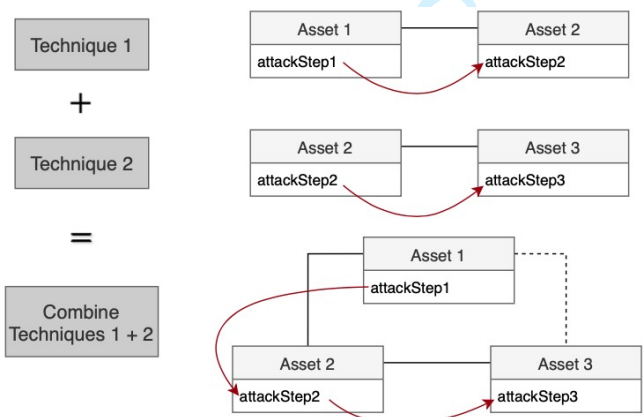 Technique 1
Asset 1
Asset 2
attackStep1
attackStep2
+
Technique 2
Asset 2
Asset 3
attackStep2
attackStep3
=
Asset 1
attackStep1
Combine
Techniques 1 + 2
Asset 2
Asset 3
attackStep2
attackStep3